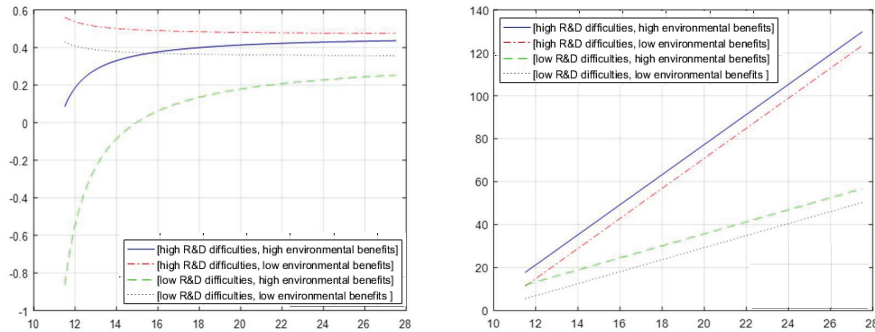 0.6
0.4
0.2
0
-0.2
-0.4
-0.6
-0.8
-1
10 12 14 16 18 20 22 24 26 28
[high R&D difficulties, high environmental benefits]
[high R&D difficulties, low environmental benefits]
[low R&D difficulties, high environmental benefits]
[low R&D difficulties, low environmental benefits ]
140
120
100
80
60
40
20
0
10 12 14 16 18 20 22 24 26 28
[high R&D difficulties, high environmental benefits]
[high R&D difficulties, low environmental benefits]
[low R&D difficulties, high environmental benefits]
[low R&D difficulties, low environmental benefits ]